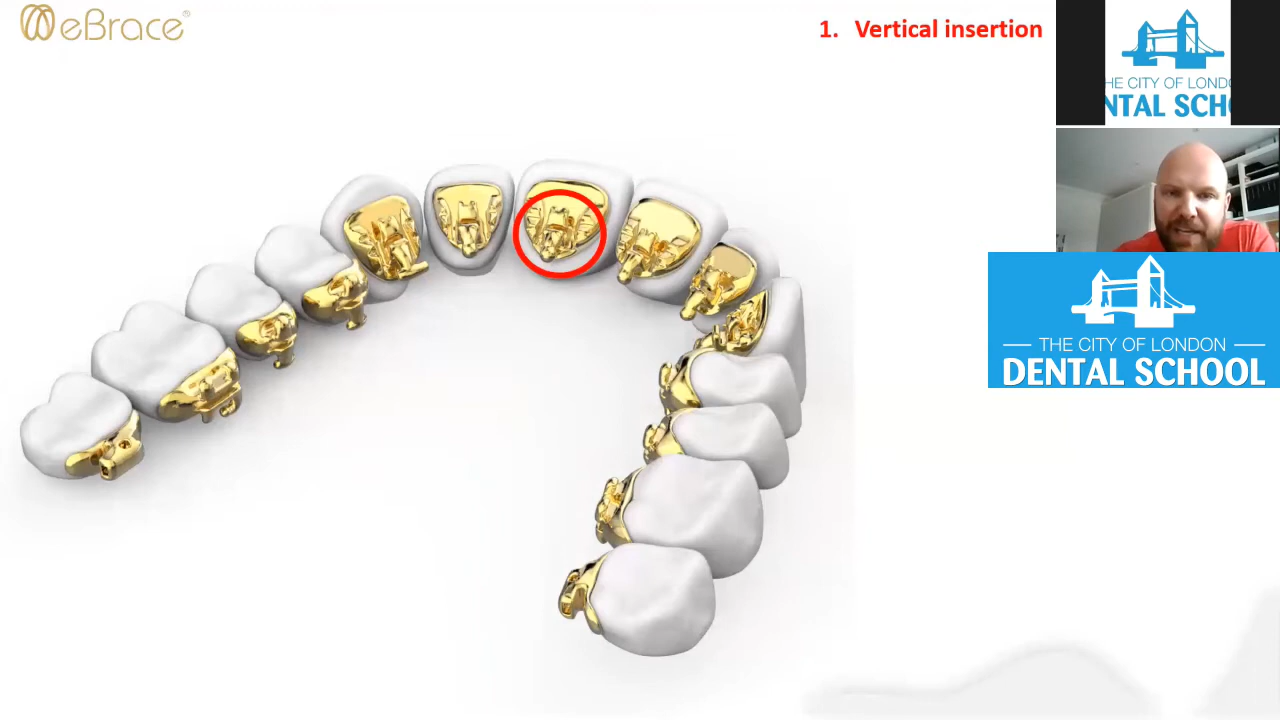 eBrace®
1. Vertical insertion
THE CITY OF LONDON
DENTAL SCHOOL